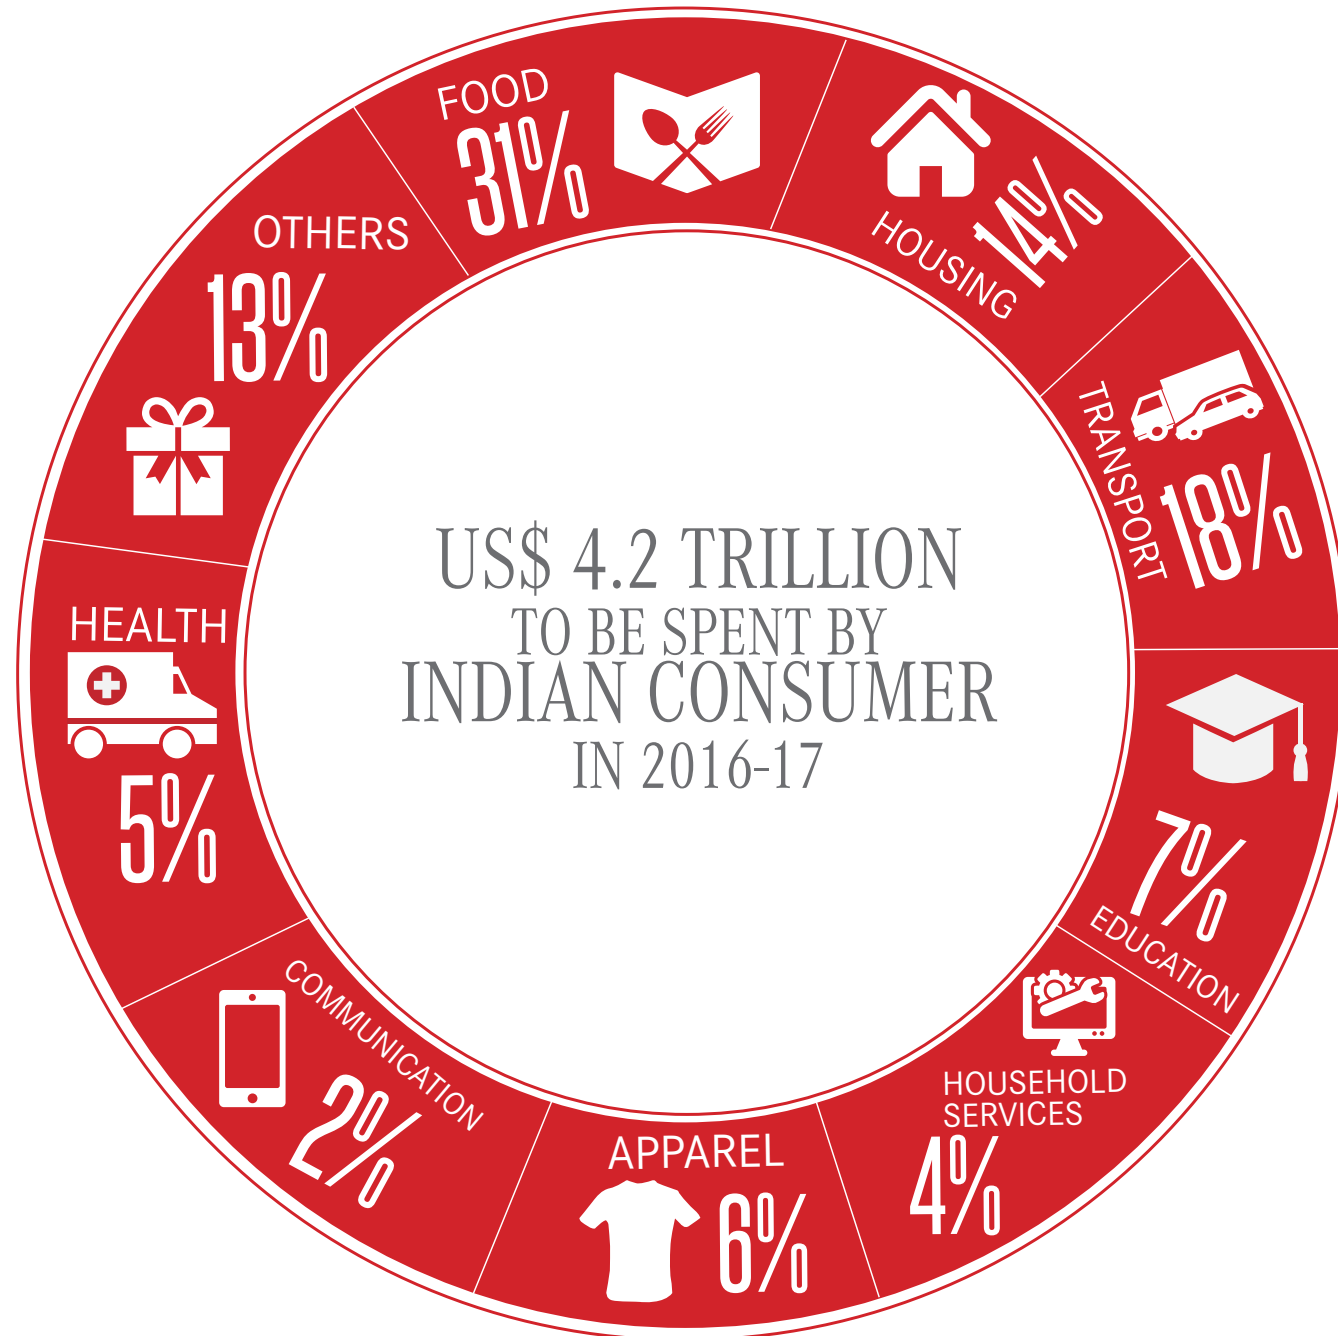 FOOD
31%
HOUSING
14%
TRANSPORT
18%
7%
EDUCATION
HOUSEHOLD
SERVICES
4%
APPAREL
6%
COMMUNICATION
2%
HEALTH
5%
OTHERS
13%
US$ 4.2 TRILLION
TO BE SPENT BY
INDIAN CONSUMER
IN 2016-17